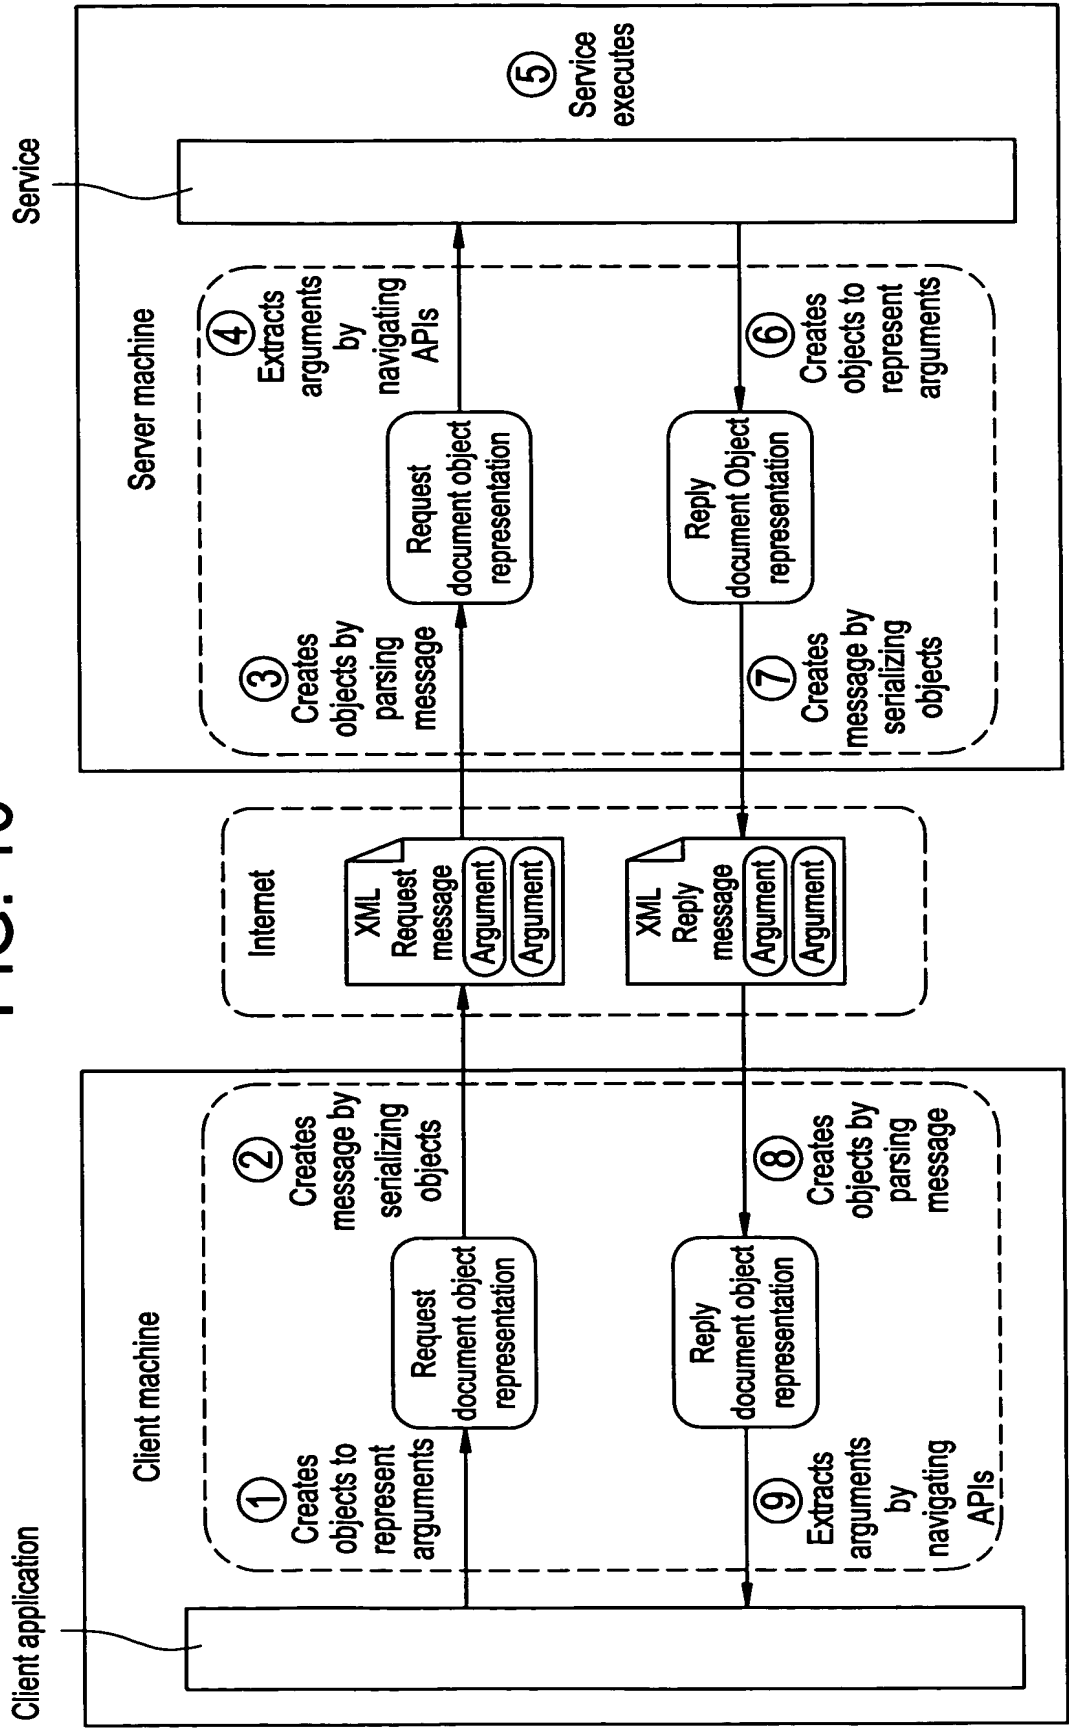 FIG.
Client application
Service
Client machine
Internet
Server machine
1
Creates
objects to
represent
arguments
Request
document object
representation
2
Creates
message by
serializing
objects
XML
Request
message
Argument
Argument
3
Creates
objects by
parsing
message
Request
document object
representation
4
Extracts
arguments
by
navigating
APIs
5
Service
executes
6
Creates
objects to
represent
arguments
Reply
document Object
representation
7
Creates
message by
serializing
objects
XML
Reply
message
Argument
Argument
8
Creates
objects by
parsing
message
Reply
document object
representation
9
Extracts
arguments
by
navigating
APIs